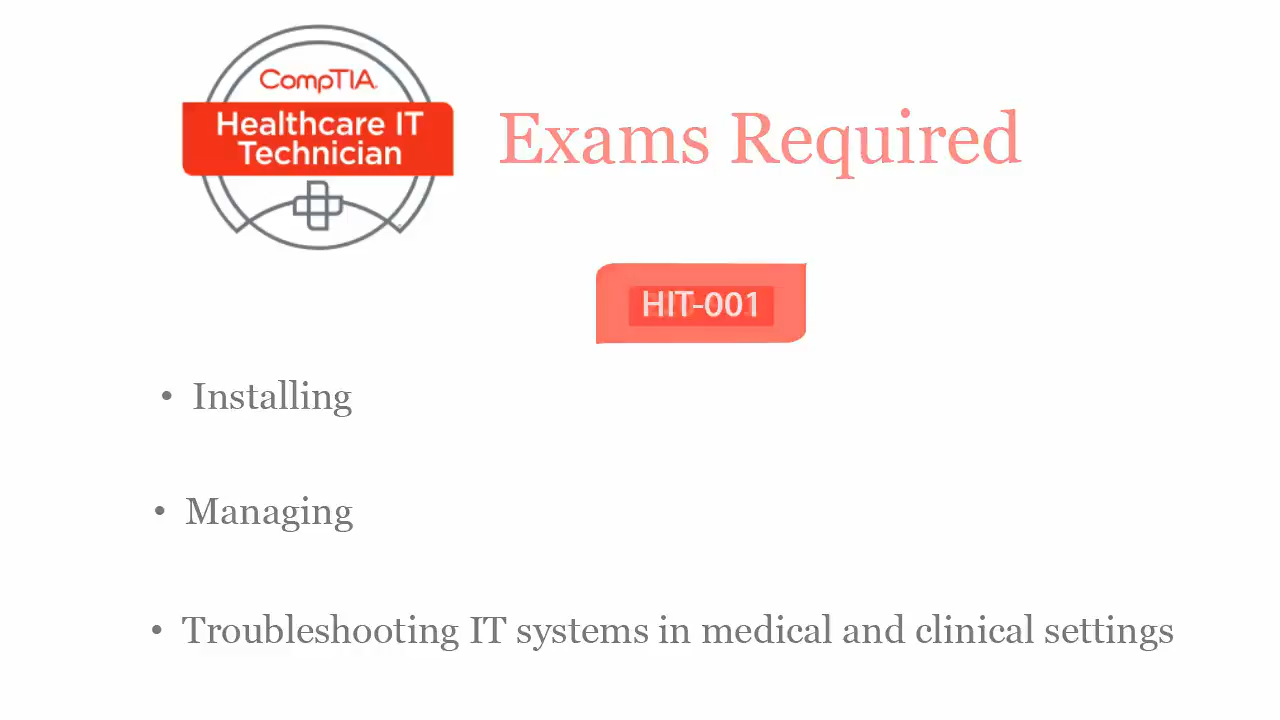 CompTIA.
Healthcare IT
Technician
Exams Required
HIT-001
• Installing
• Managing
• Troubleshooting IT systems in medical and clinical settings